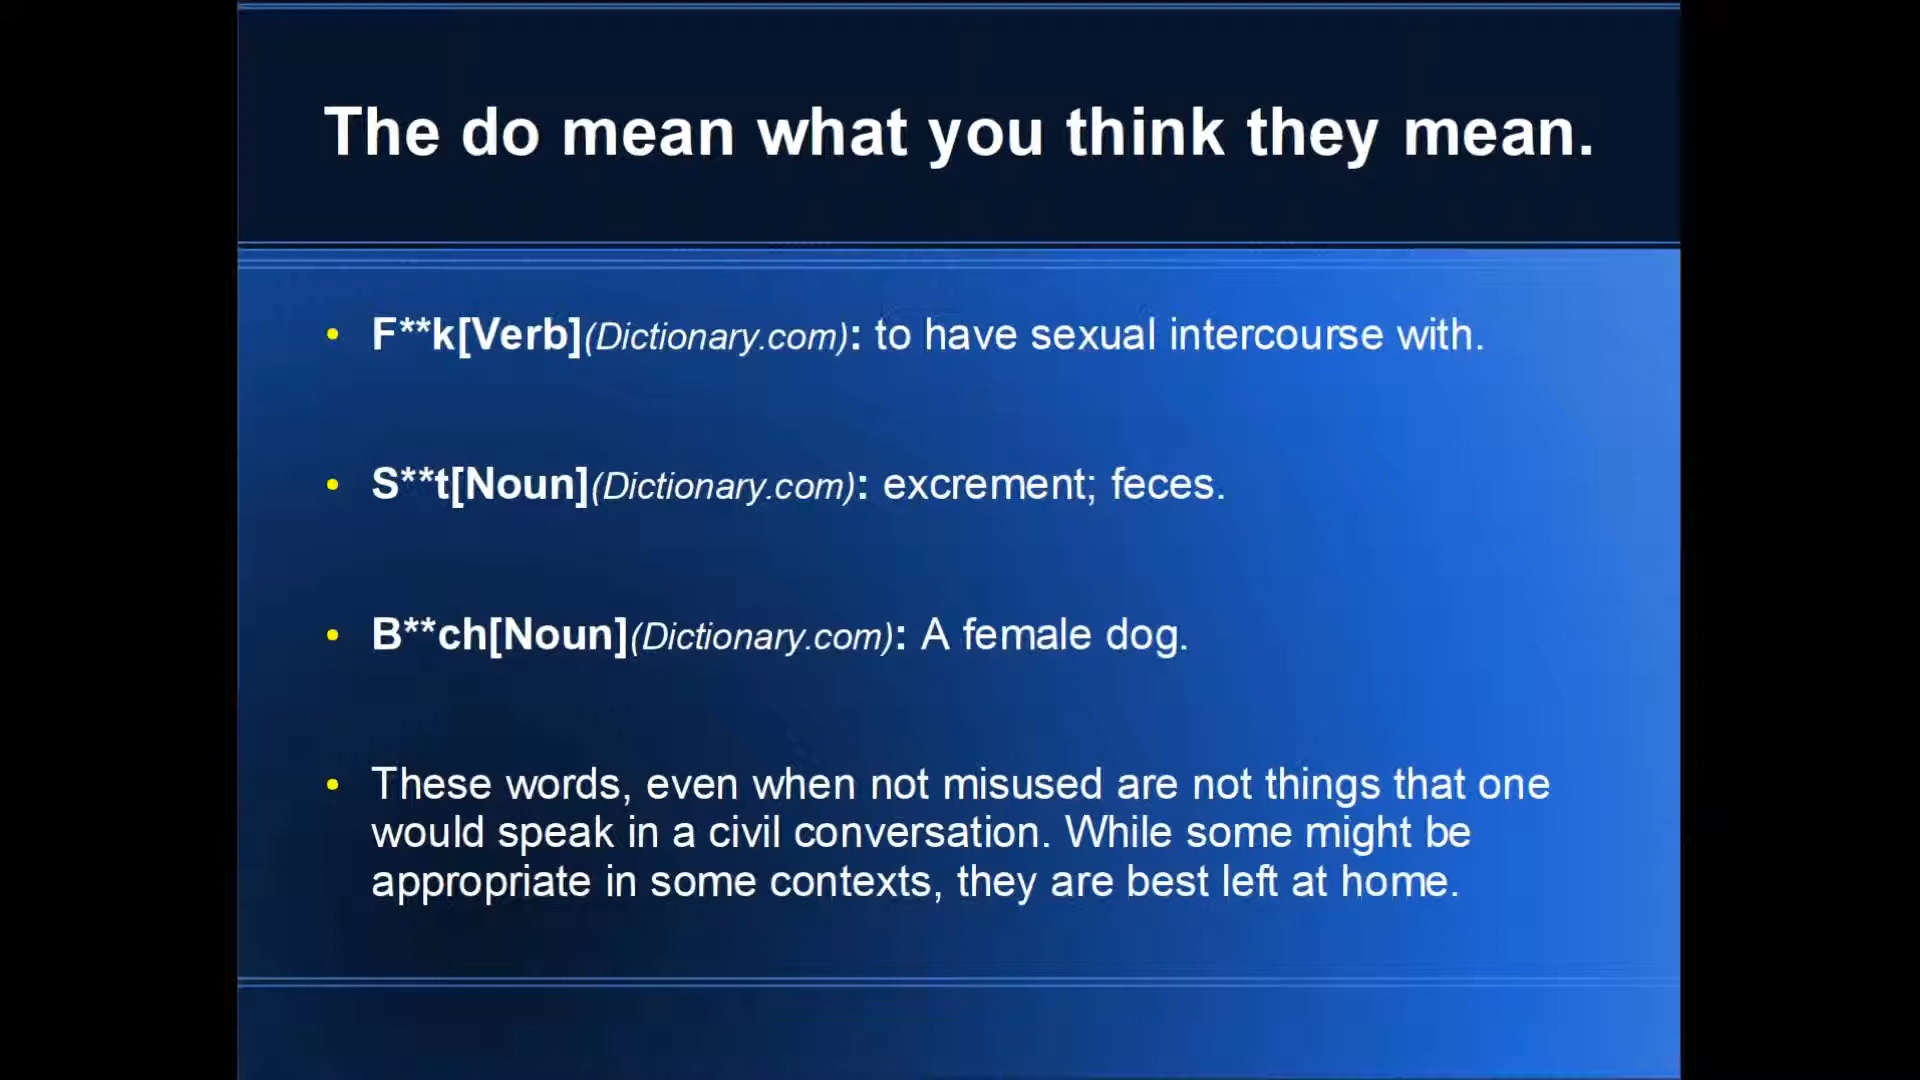 The do mean what you think they mean.
• F**k[Verb](Dictionary.com): to have sexual intercourse with.
• S**t[Noun](Dictionary.com): excrement; feces.
• B**ch[Noun](Dictionary.com): A female dog.
• These words, even when not misused are not things that one
would speak in a civil conversation. While some might be
appropriate in some contexts, they are best left at home.